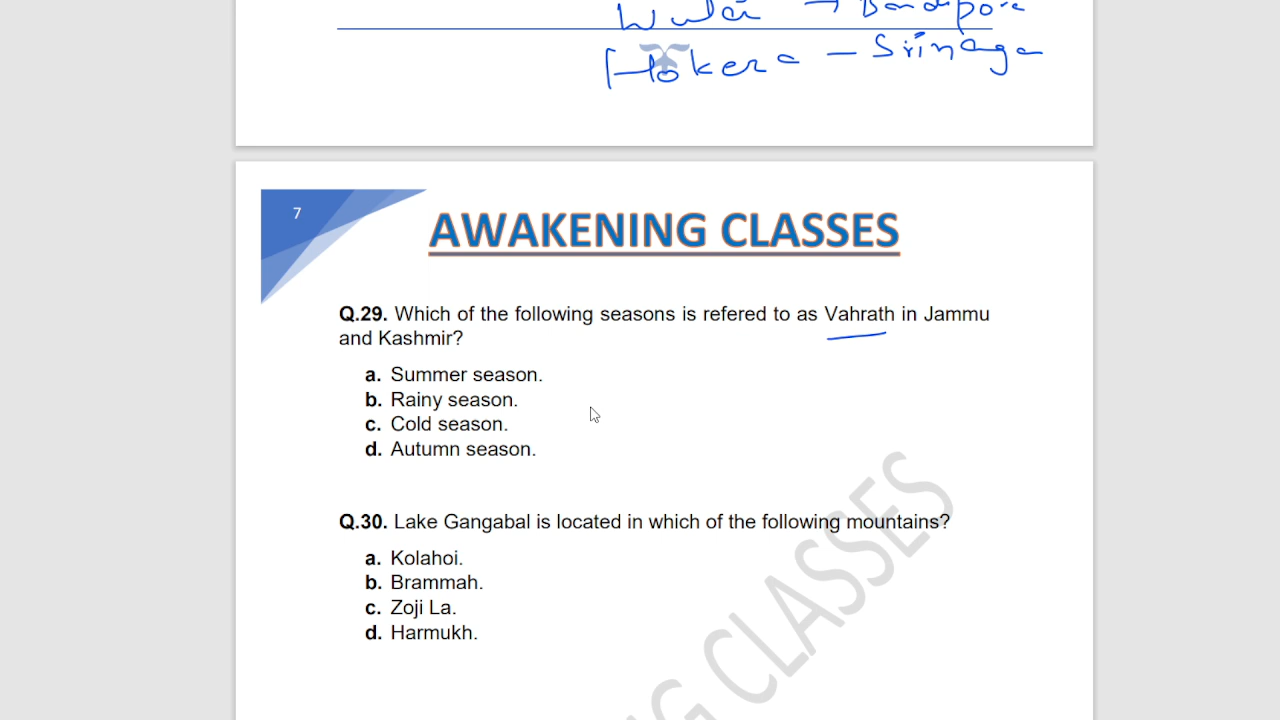 Wular → Bandipora
Hokera – Srinagar
7
AWAKENING CLASSES
Q.29. Which of the following seasons is refered to as Vahrath in Jammu
and Kashmir?
a. Summer season.
b. Rainy season.
c. Cold season.
d. Autumn season.
Q.30. Lake Gangabal is located in which of the following mountains?
a. Kolahoi.
b. Brammah.
c. Zoji La.
d. Harmukh.
NG CLASSES